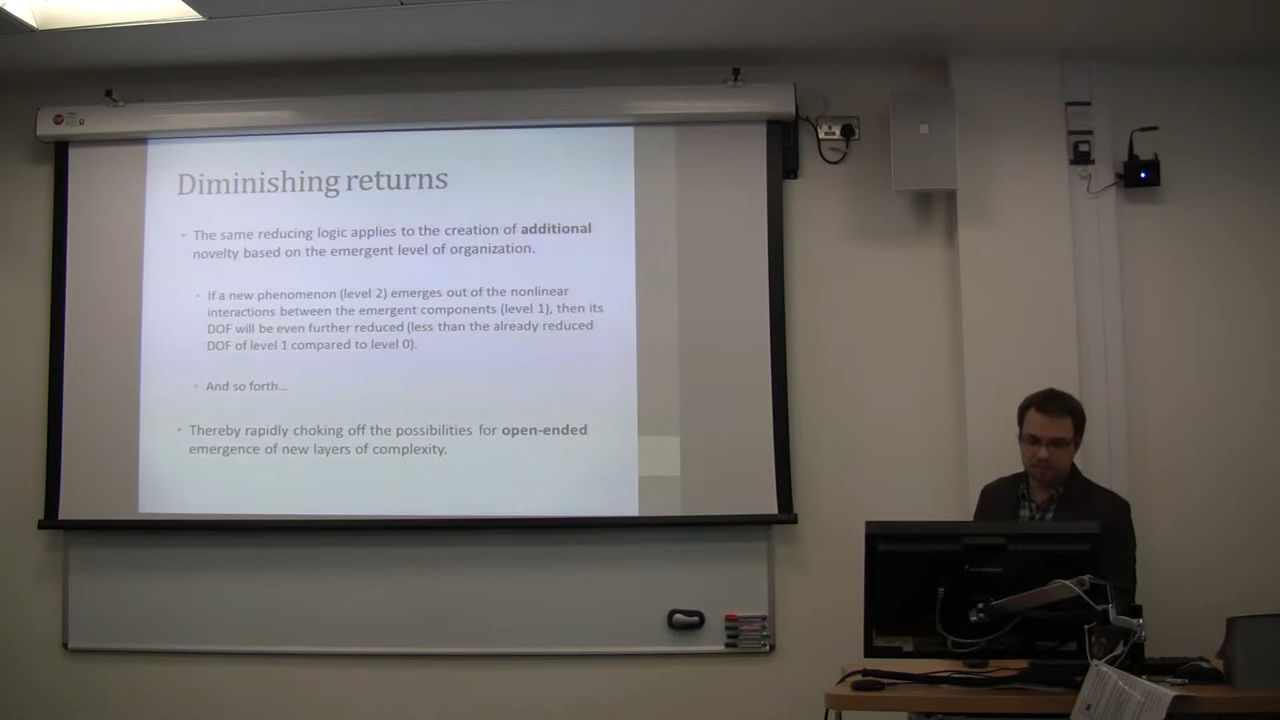 Diminishing returns
The same reducing logic applies to the creation of additional
novelty based on the emergent level of organization.
If a new phenomenon (level 2) emerges out of the nonlinear
interactions between the emergent components (level 1), then its
DOF will be even further reduced (less than the already reduced
DOF of level 1 compared to level 0).
And so forth...
Thereby rapidly choking off the possibilities for open-ended
emergence of new layers of complexity.